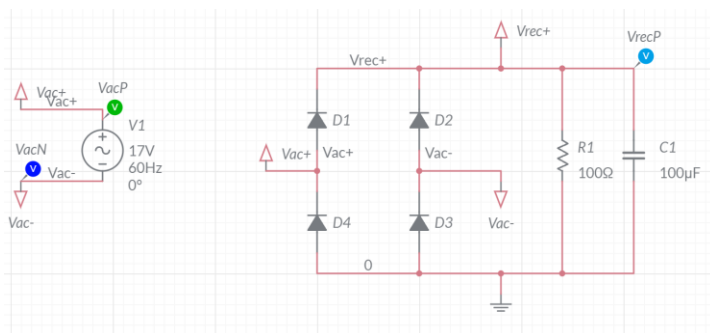 Vac+
Vac+
VacP
V
V1
17V
60Hz
0°
VacN
V
Vac-
Vac-
Vrec+
Vrec+
VrecP
V
D1
D2
Vac+
Vac+
Vac-
D4
D3
Vac-
0
R1
100Ω
C1
100µF